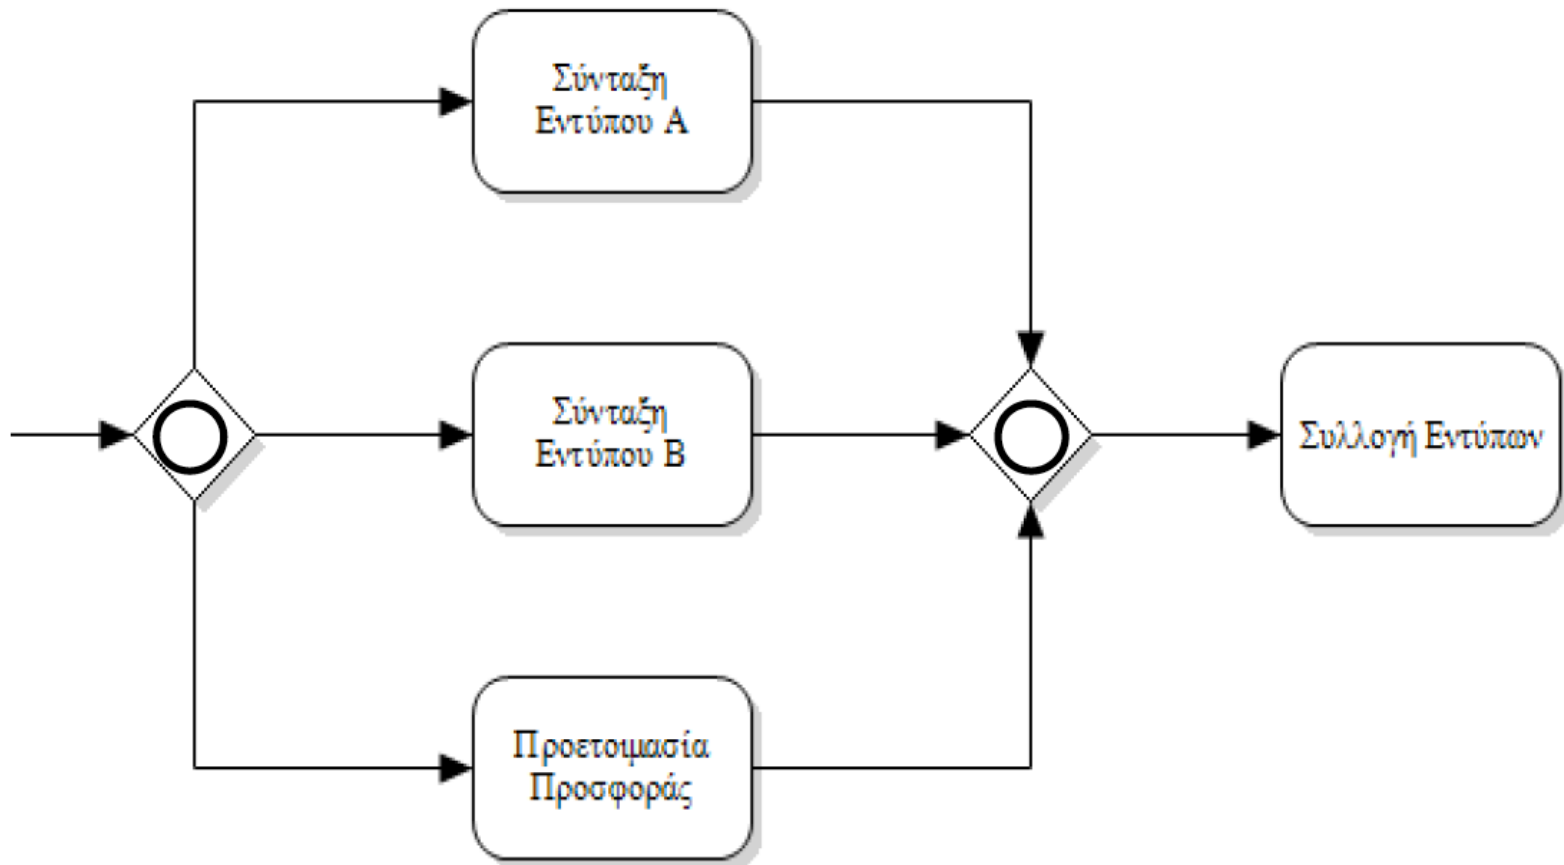 Σύνταξη
Εντύπου Α
Σύνταξη
Εντύπου Β
Συλλογή Εντύπων
Προετοιμασία
Προσφοράς